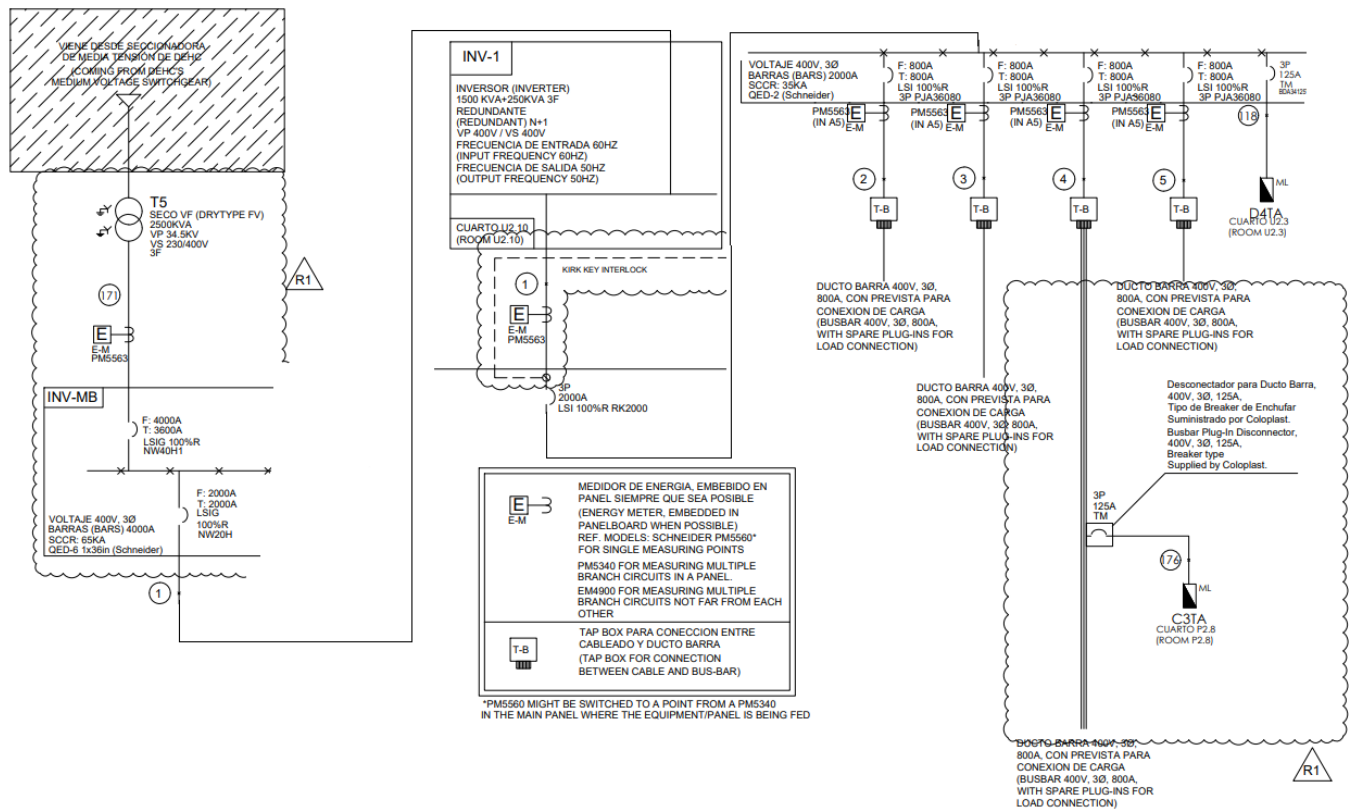 VIENE DESDE SECCIONADORA
DE MEDIA TENSIÓN DE DEHC
(COMING FROM DEHC'S
MEDIUM VOLTAGE SWITCHGEAR)
T5
SECO VF (DRYTYPE FV)
2500KVA
VP 34.5KV
VS 230/400V
3F
R1
171
E
E-M
PM5563
INV-MB
F: 4000A
T: 3600A
LSIG 100%R
NW40H1
F: 2000A
T: 2000A
LSIG
100%R
NW20H
VOLTAJE 400V, 3Ø
BARRAS (BARS) 4000A
SCCR: 65KA
QED-6 1x36in (Schneider)
1
INV-1
INVERSOR (INVERTER)
1500 KVA+250KVA 3F
REDUNDANTE
(REDUNDANT) N+1
VP 400V / VS 400V
FRECUENCIA DE ENTRADA 60HZ
(INPUT FREQUENCY 60HZ)
FRECUENCIA DE SALIDA 50HZ
(OUTPUT FREQUENCY 50HZ)
CUARTO U2.10
(ROOM U2.10)
KIRK KEY INTERLOCK
1
E
E-M
PM5563
3P
2000A
LSI 100%R RK2000
E
E-M
MEDIDOR DE ENERGIA, EMBEBIDO EN
PANEL SIEMPRE QUE SEA POSIBLE
(ENERGY METER, EMBEDDED IN
PANELBOARD WHEN POSSIBLE)
REF. MODELS: SCHNEIDER PM5560*
FOR SINGLE MEASURING POINTS
PM5340 FOR MEASURING MULTIPLE
BRANCH CIRCUITS IN A PANEL.
EM4900 FOR MEASURING MULTIPLE
BRANCH CIRCUITS NOT FAR FROM EACH
OTHER
T-B
TAP BOX PARA CONECCION ENTRE
CABLEADO Y DUCTO BARRA
(TAP BOX FOR CONNECTION
BETWEEN CABLE AND BUS-BAR)
*PM5560 MIGHT BE SWITCHED TO A POINT FROM A PM5340
IN THE MAIN PANEL WHERE THE EQUIPMENT/PANEL IS BEING FED
VOLTAJE 400V, 3Ø
BARRAS (BARS) 2000A
SCCR: 35KA
QED-2 (Schneider)
F: 800A
T: 800A
LSI 100%R
3P PJA36080
F: 800A
T: 800A
LSI 100%R
3P PJA36080
F: 800A
T: 800A
LSI 100%R
3P PJA36080
F: 800A
T: 800A
LSI 100%R
3P PJA36080
3P
125A
TM
BDA34125
PM5563
(IN A5)
E
E-M
PM5563
(IN A5)
E
E-M
PM5563
(IN A5)
E
E-M
PM5563
(IN A5)
E
E-M
118
2
3
4
5
T-B
T-B
T-B
T-B
ML
D4TA
CUARTO U2.3
(ROOM U2.3)
DUCTO BARRA 400V, 3Ø,
800A, CON PREVISTA PARA
CONEXION DE CARGA
(BUSBAR 400V, 3Ø, 800A,
WITH SPARE PLUG-INS FOR
LOAD CONNECTION)
DUCTO BARRA 400V, 3Ø,
800A, CON PREVISTA PARA
CONEXION DE CARGA
(BUSBAR 400V, 3Ø, 800A,
WITH SPARE PLUG-INS FOR
LOAD CONNECTION)
DUCTO BARRA 400V, 3Ø,
800A, CON PREVISTA PARA
CONEXION DE CARGA
(BUSBAR 400V, 3Ø 800A,
WITH SPARE PLUG-INS FOR
LOAD CONNECTION)
Desconectador para Ducto Barra,
400V, 3Ø, 125A,
Tipo de Breaker de Enchufar
Suministrado por Coloplast.
Busbar Plug-In Disconnector,
400V, 3Ø, 125A,
Breaker type
Supplied by Coloplast.
3P
125A
TM
176
ML
C3TA
CUARTO P2.8
(ROOM P2.8)
DUCTO BARRA 400V, 3Ø,
800A, CON PREVISTA PARA
CONEXION DE CARGA
(BUSBAR 400V, 3Ø, 800A,
WITH SPARE PLUG-INS FOR
LOAD CONNECTION)
R1